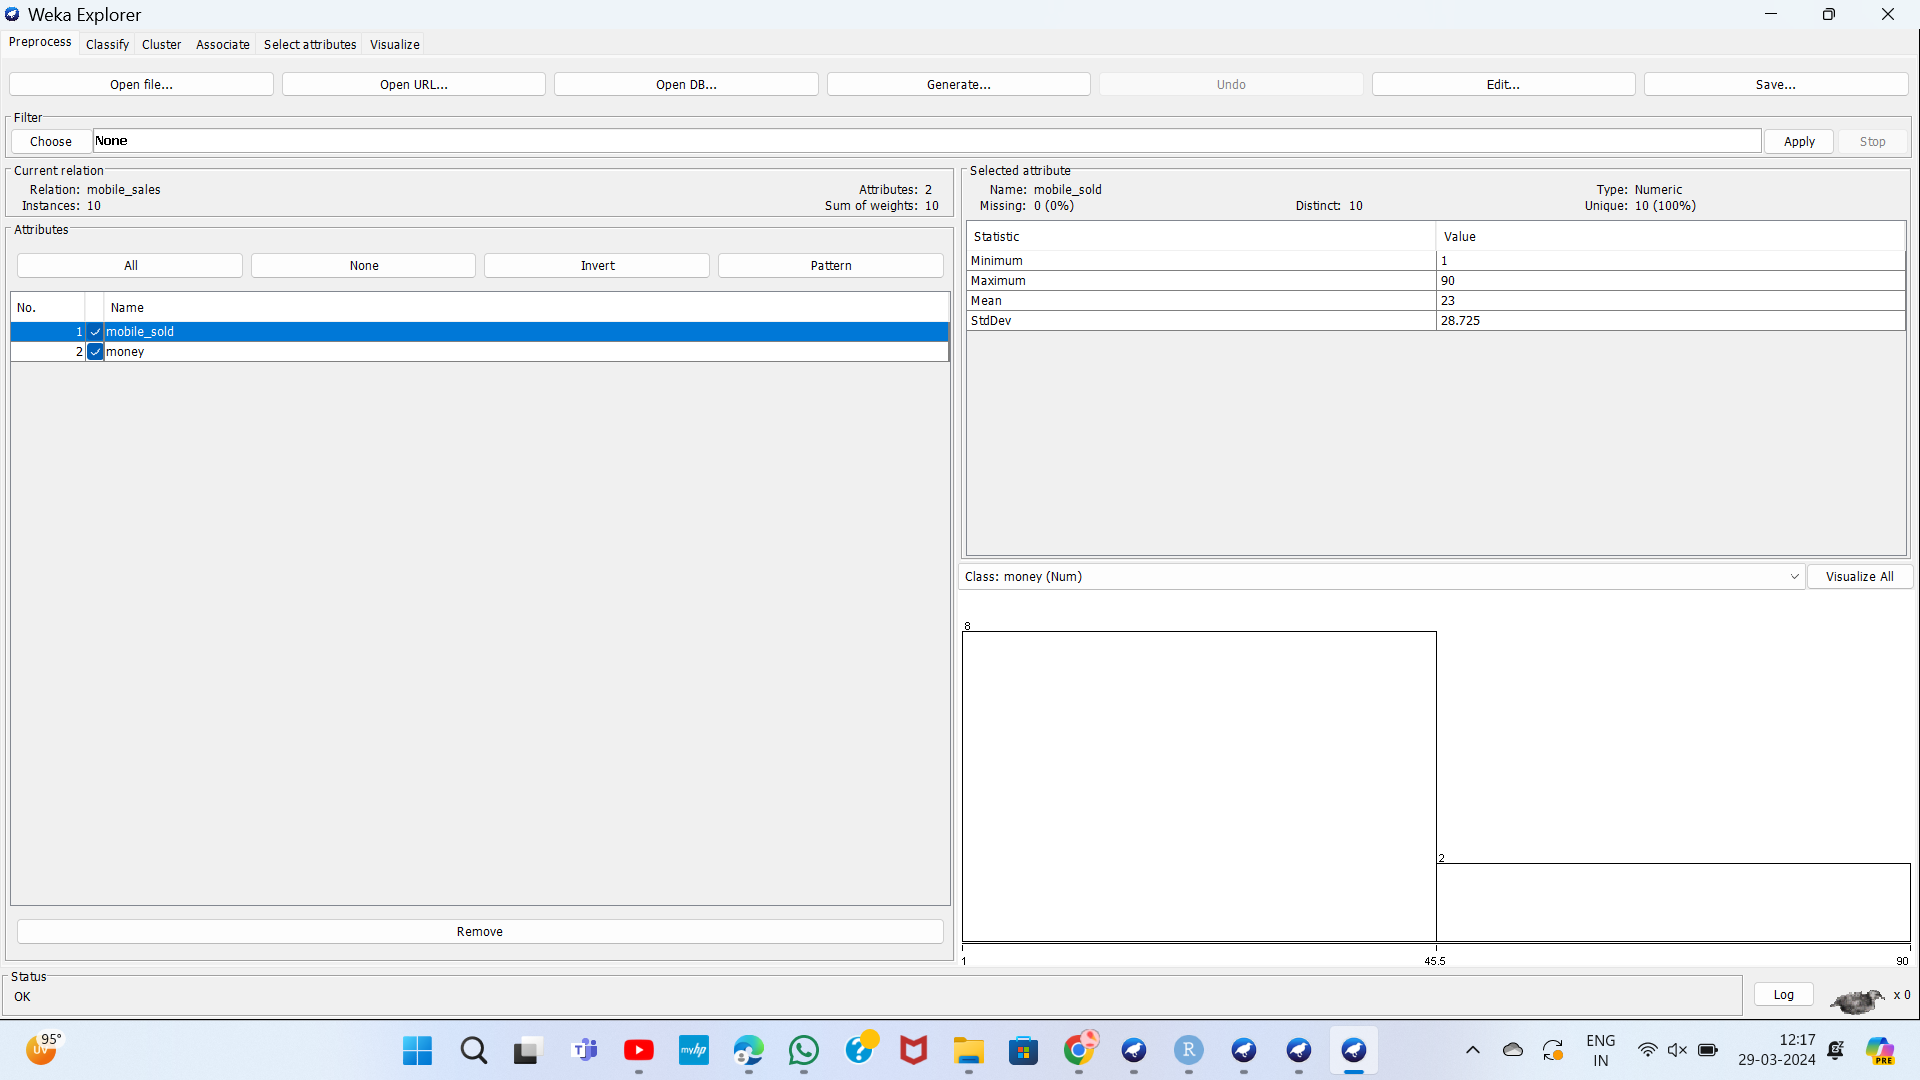 Weka Explorer
Preprocess Classify Cluster Associate Select attributes Visualize
Open file... Open URL... Open DB... Generate... Undo Edit... Save...
Filter
Choose None Apply Stop
Current relation
Relation: mobile_sales Attributes: 2
Instances: 10 Sum of weights: 10
Attributes
All None Invert Pattern
No. Name
1 mobile_sold
2 money
Remove
Selected attribute
Name: mobile_sold Type: Numeric
Missing: 0 (0%) Distinct: 10 Unique: 10 (100%)
Statistic Value
Minimum 1
Maximum 90
Mean 23
StdDev 28.725
Class: money (Num) Visualize All
8
2
1 45.5 90
Status
OK
Log x 0
95°
UV
myhp
R
ENG
IN
12:17
29-03-2024
PRE